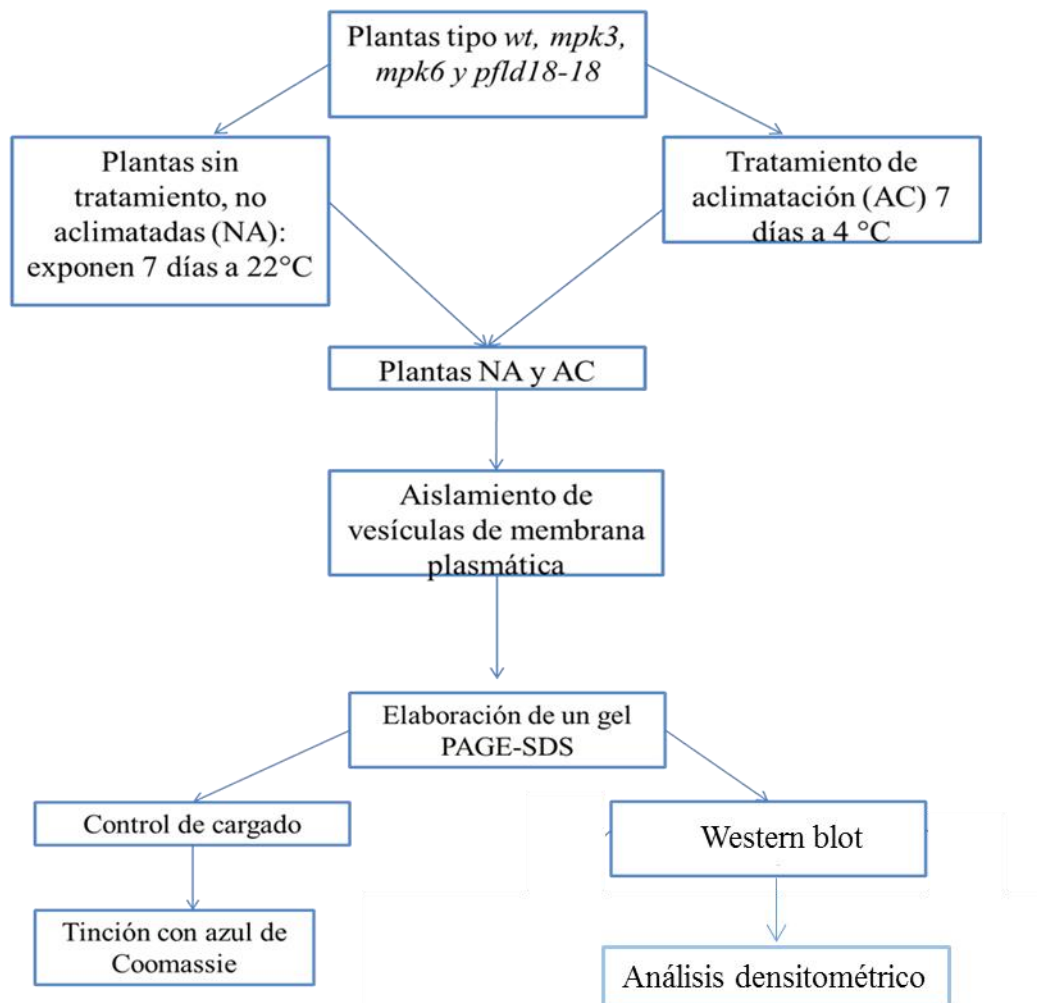 Plantas tipo wt, mpk3,
mpk6 y pfld18-18
Plantas sin
tratamiento, no
aclimatadas (NA):
exponen 7 días a 22°C
Tratamiento de
aclimatación (AC) 7
días a 4 °C
Plantas NA y AC
Aislamiento de
vesículas de membrana
plasmática
Elaboración de un gel
PAGE-SDS
Control de cargado
Western blot
Tinción con azul de
Coomassie
Análisis densitométrico